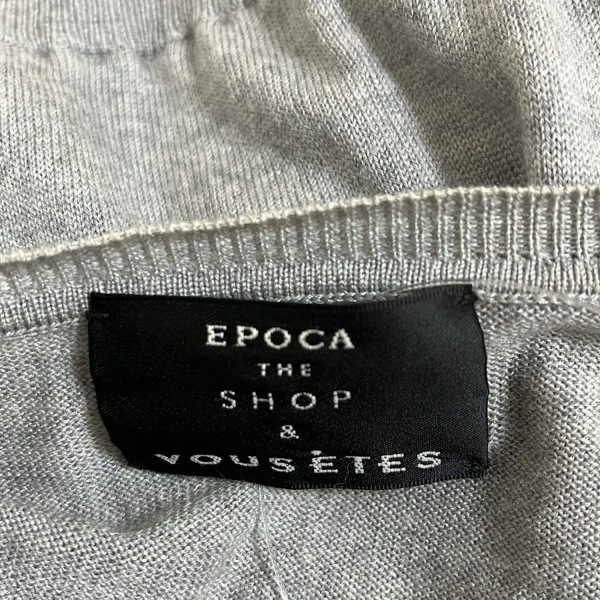 EPOCA
THE
SHOP
&
VOUS ÊTES